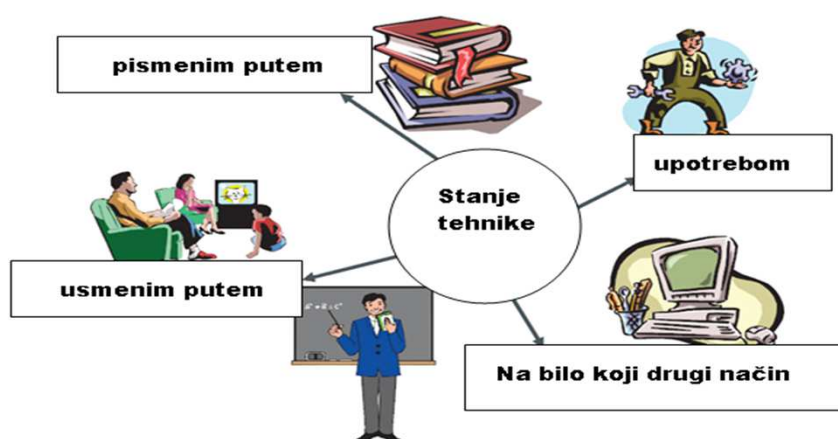 pismenim putem
upotrebom
Stanje
tehnike
usmenim putem
Na bilo koji drugi način